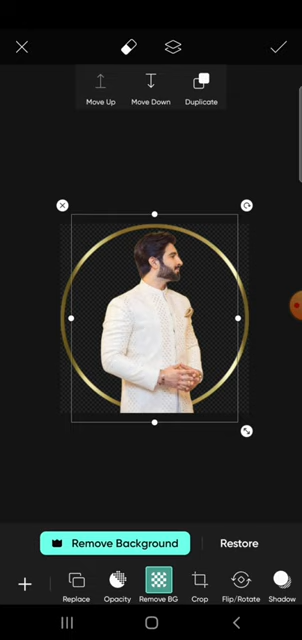 Move Up Move Down Duplicate
Remove Background Restore
Replace Opacity Remove BG Crop Flip/Rotate Shadow